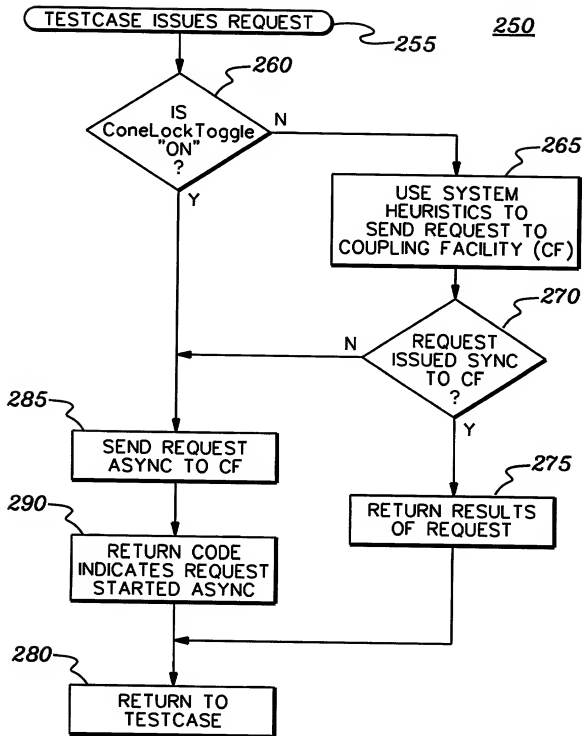 TESTCASE ISSUES REQUEST
255
250
260
IS
ConeLockToggle
"ON"
?
N
Y
265
USE SYSTEM
HEURISTICS TO
SEND REQUEST TO
COUPLING FACILITY (CF)
270
REQUEST
ISSUED SYNC
TO CF
?
N
Y
285
SEND REQUEST
ASYNC TO CF
275
RETURN RESULTS
OF REQUEST
290
RETURN CODE
INDICATES REQUEST
STARTED ASYNC
280
RETURN TO
TESTCASE